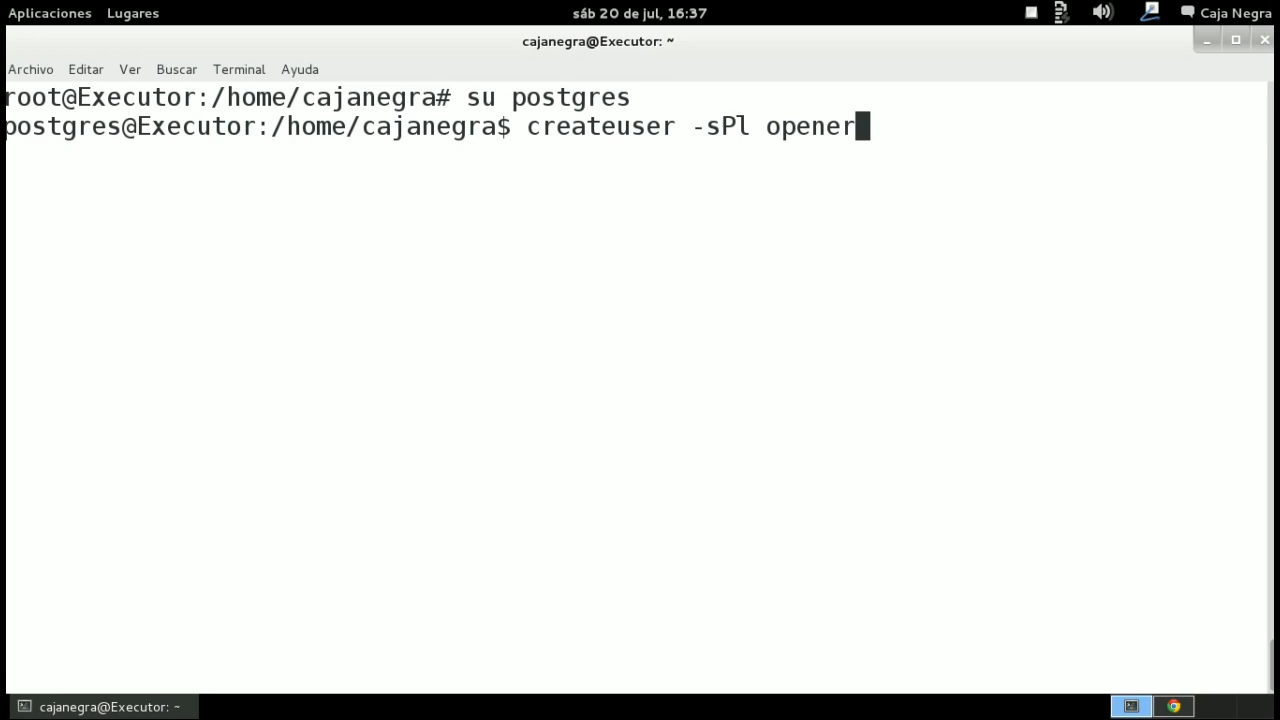 Aplicaciones Lugares sáb 20 de jul, 16:37 Caja Negra
cajanegra@Executor: ~
Archivo Editar Ver Buscar Terminal Ayuda
root@Executor:/home/cajanegra# su postgres
postgres@Executor:/home/cajanegra$ createuser -sPl opener
cajanegra@Executor: ~